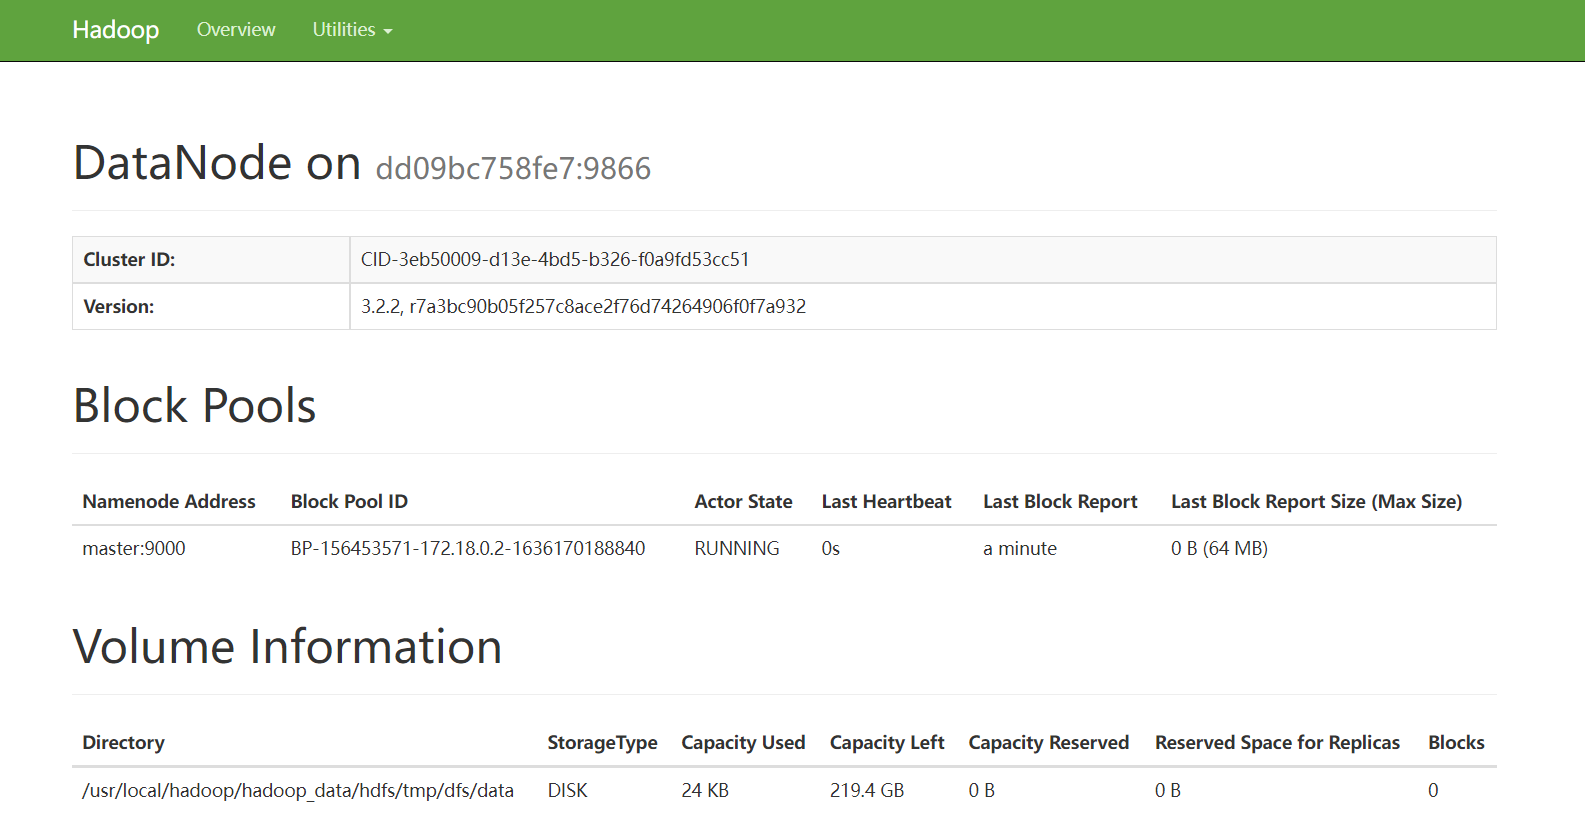 Hadoop Overview Utilities
DataNode on dd09bc758fe7:9866
Cluster ID: CID-3eb50009-d13e-4bd5-b326-f0a9fd53cc51
Version: 3.2.2, r7a3bc90b05f257c8ace2f76d74264906f0f7a932
Block Pools
Namenode Address Block Pool ID Actor State Last Heartbeat Last Block Report Last Block Report Size (Max Size)
master:9000 BP-156453571-172.18.0.2-1636170188840 RUNNING 0s a minute 0 B (64 MB)
Volume Information
Directory StorageType Capacity Used Capacity Left Capacity Reserved Reserved Space for Replicas Blocks
/usr/local/hadoop/hadoop_data/hdfs/tmp/dfs/data DISK 24 KB 219.4 GB 0 B 0 B 0